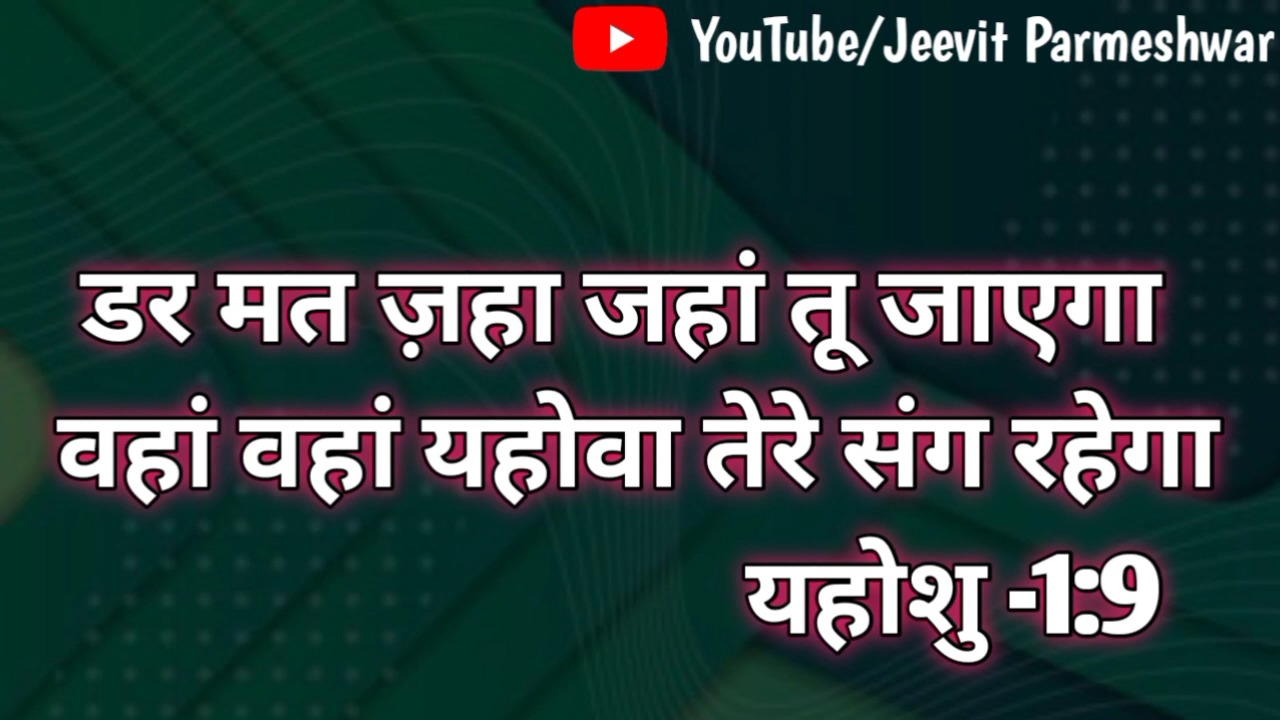 YouTube/Jeevit Parmeshwar
डर मत ज़हा जहां तू जाएगा
वहां वहां यहोवा तेरे संग रहेगा
यहोशु -1:9